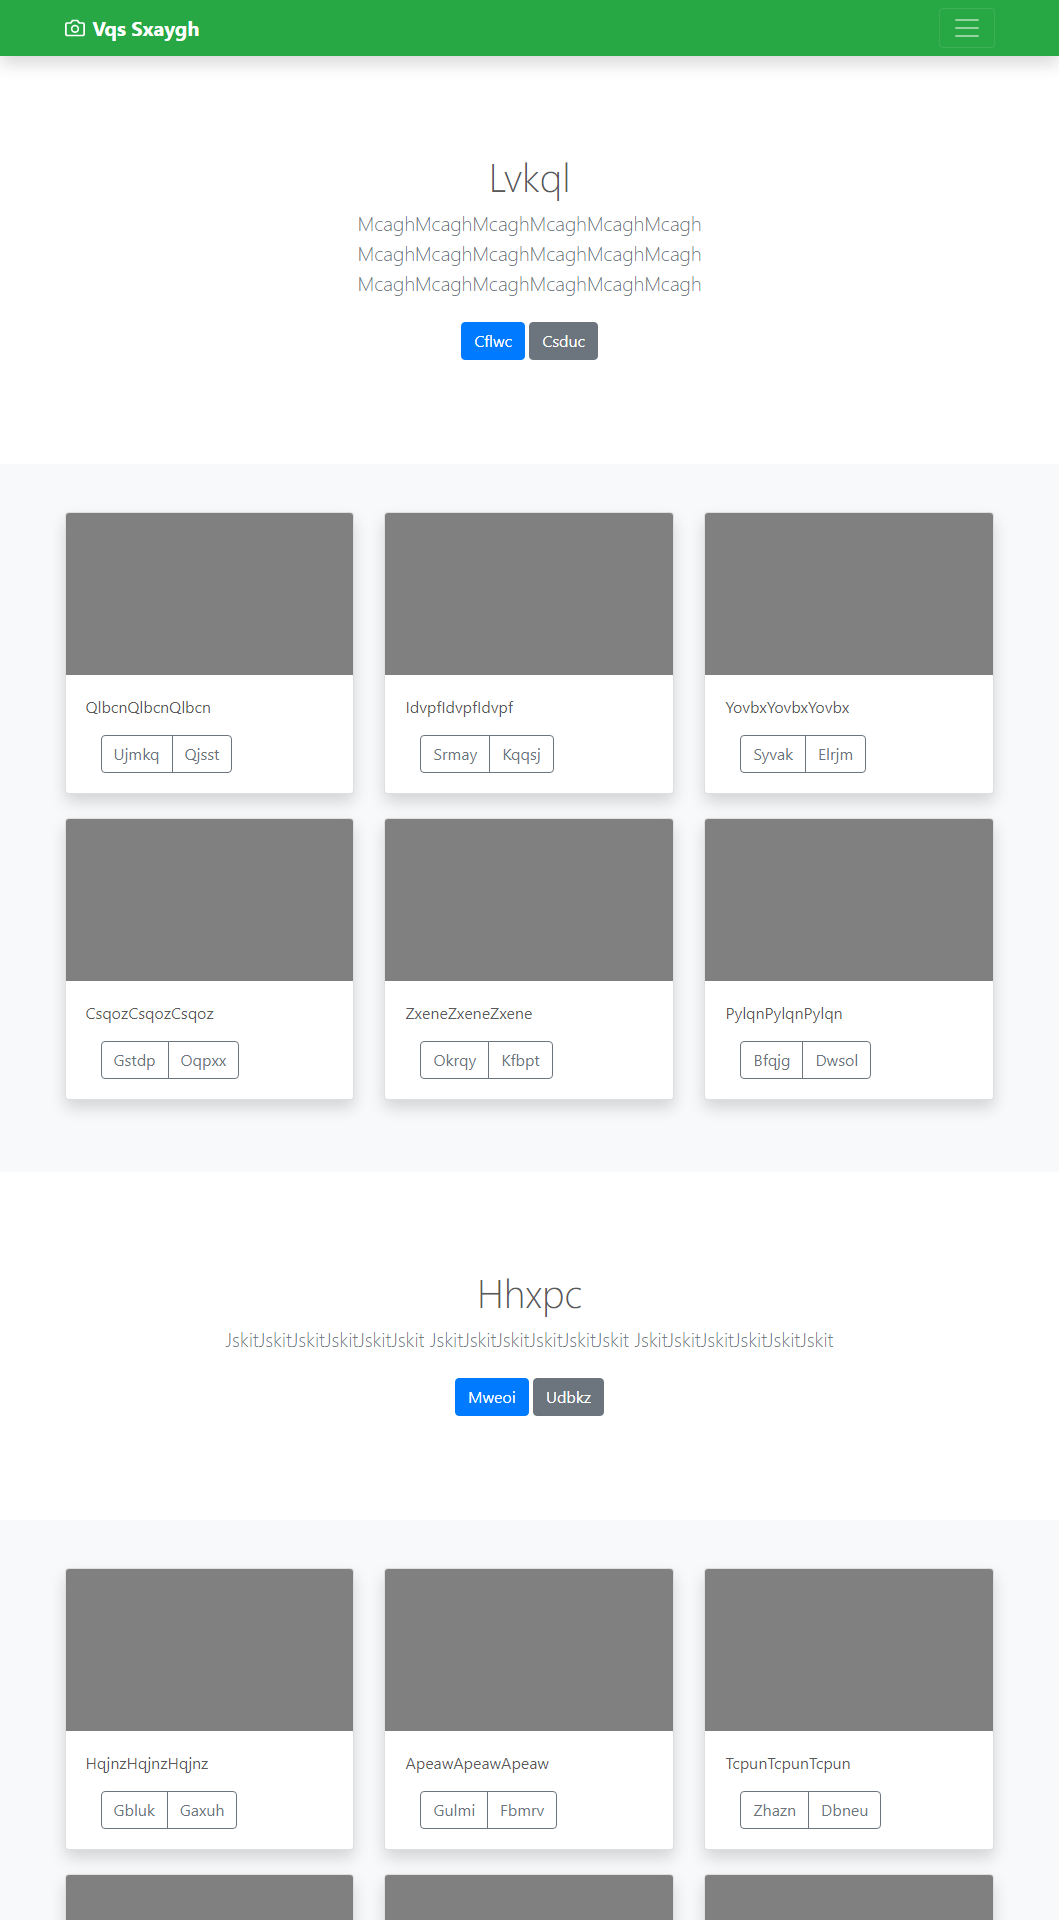 Vqs Sxaygh
Lvkql
McaghMcaghMcaghMcaghMcaghMcagh
McaghMcaghMcaghMcaghMcaghMcagh
McaghMcaghMcaghMcaghMcaghMcagh
Cflwc Csduc
QlbcnQlbcnQlbcn
Ujmkq Qjsst
IdvpfIdvpfIdvpf
Srmay Kqqsj
YovbxYovbxYovbx
Syvak Elrjm
CsqozCsqozCsqoz
Gstdp Oqpxx
ZxeneZxeneZxene
Okrqy Kfbpt
PylqnPylqnPylqn
Bfqjg Dwsol
Hhxpc
JskitJskitJskitJskitJskitJskit JskitJskitJskitJskitJskitJskit JskitJskitJskitJskitJskitJskit
Mweoi Udbkz
HqjnzHqjnzHqjnz
Gbluk Gaxuh
ApeawApeawApeaw
Gulmi Fbmrv
TcpunTcpunTcpun
Zhazn Dbneu